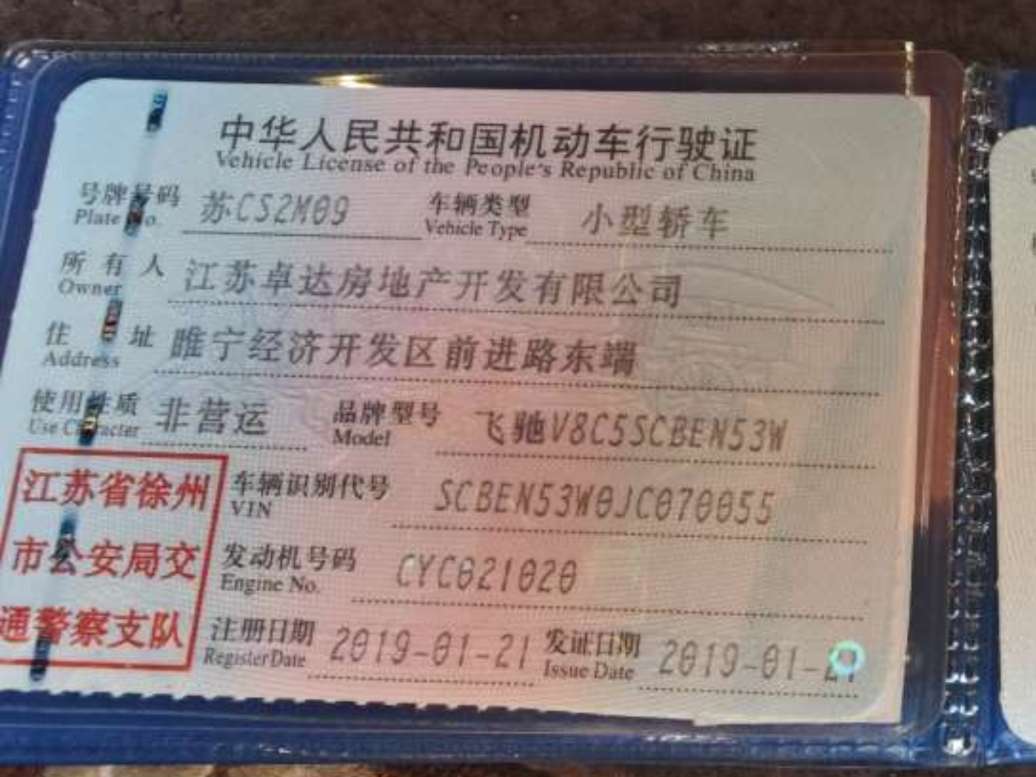 中华人民共和国机动车行驶证
Vehicle License of the People's Republic of China
号牌号码 苏CS2M09 车辆类型 小型轿车
Plate No. Vehicle Type
所有人 江苏卓达房地产开发有限公司
Owner
住址 睢宁经济开发区前进路东端
Address
使用性质 非营运 品牌型号 飞驰V8C5SCBEN53W
Use Character Model
江苏省徐州
市公安局交
通警察支队
车辆识别代号 SCBEN53W0JC070055
VIN
发动机号码 CYC021020
Engine No.
注册日期 2019-01-21 发证日期 2019-01-21
Register Date Issue Date